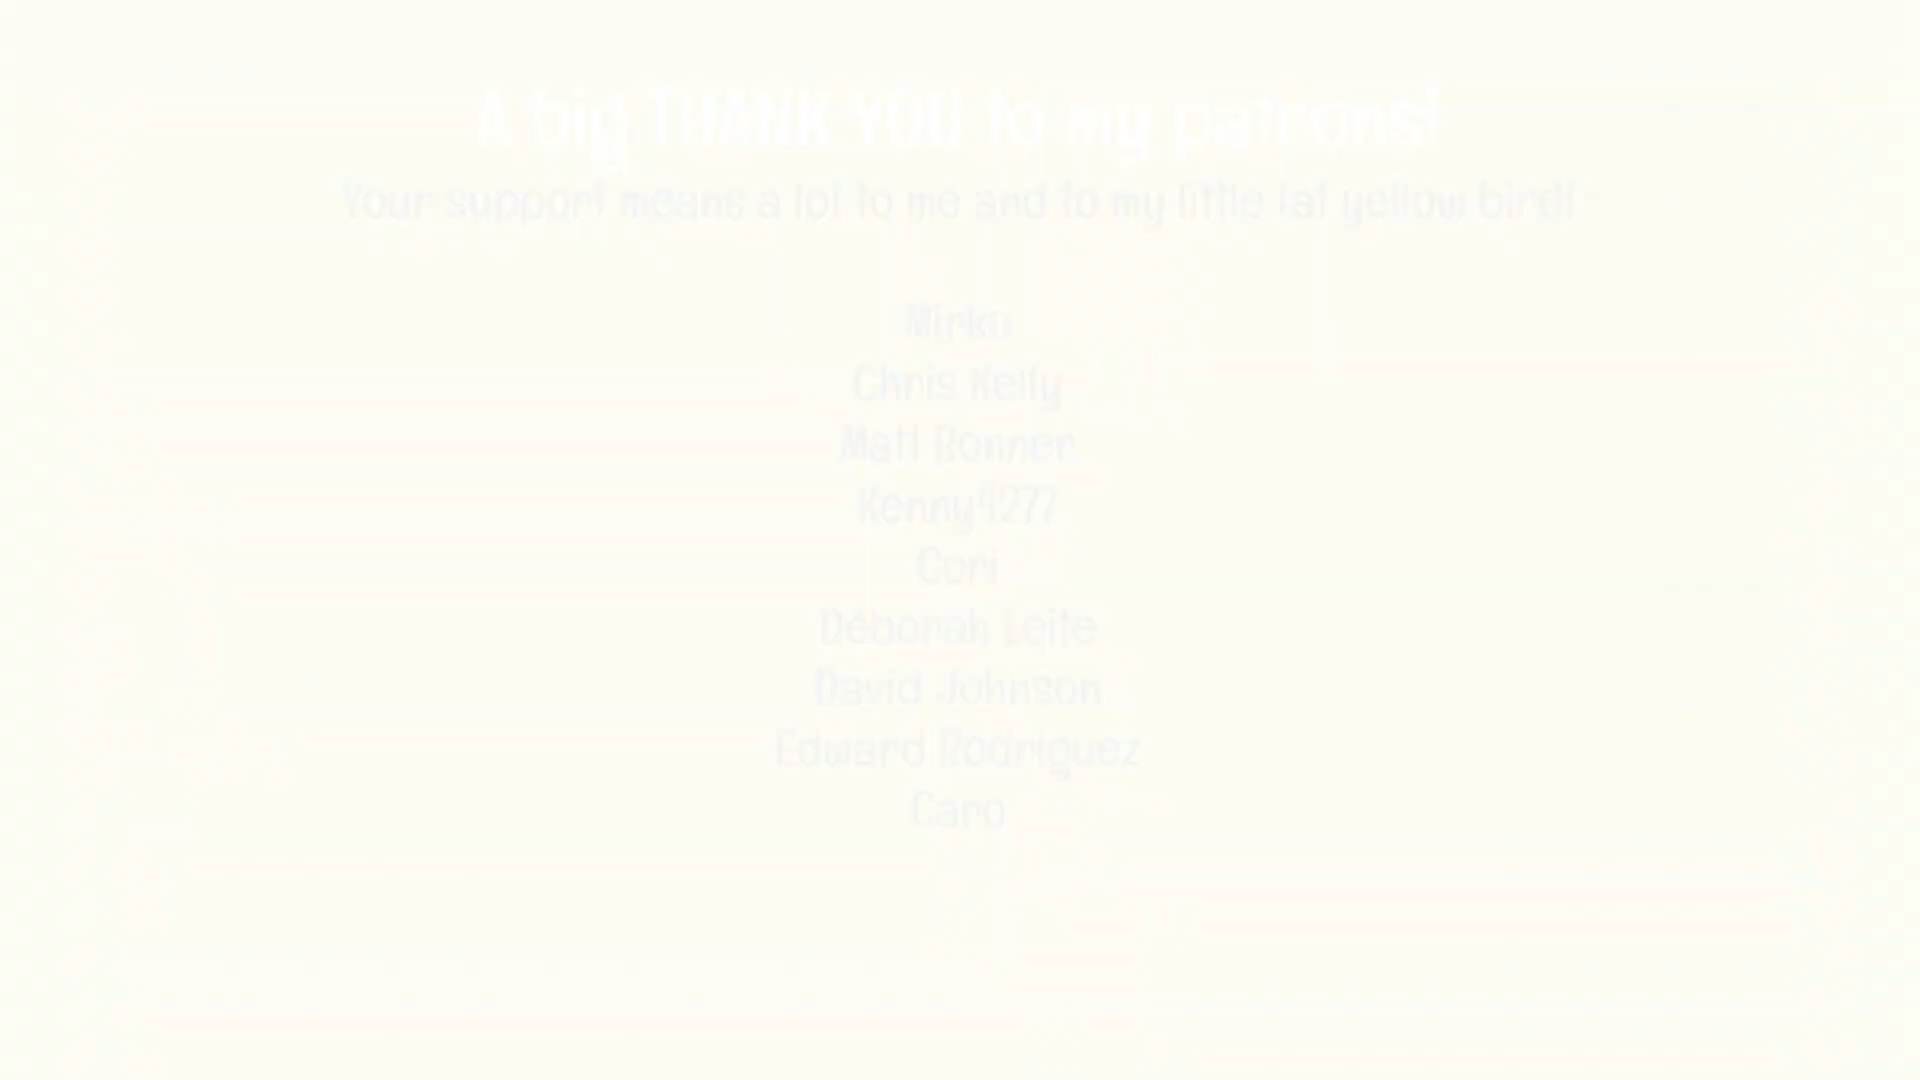 A big THANK YOU to my patrons!
Your support means a lot to me and to my little fat yellow bird!
Mirko
Chris Kelly
Matt Bonner
Kenny4277
Cori
Déborah Leite
David Johnson
Edward Rodriguez
Caro